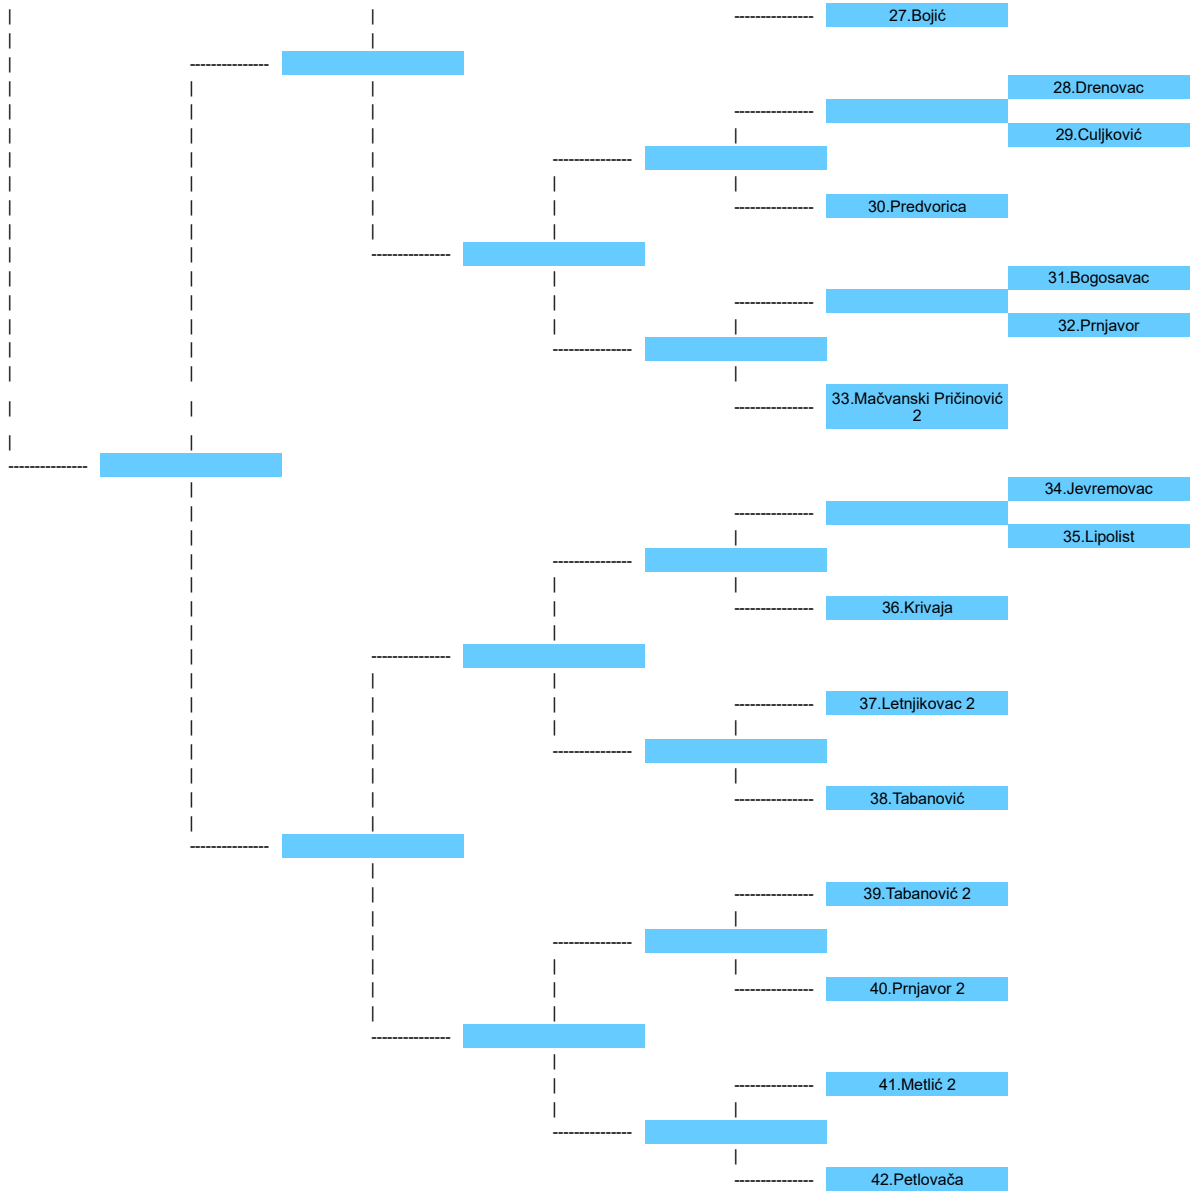 27.Bojić
28.Drenovac
29.Culjković
30.Predvorica
31.Bogosavac
32.Prnjavor
33.Mačvanski Pričinović
2
34.Jevremovac
35.Lipolist
36.Krivaja
37.Letnjikovac 2
38.Tabanović
39.Tabanović 2
40.Prnjavor 2
41.Metlić 2
42.Petlovača